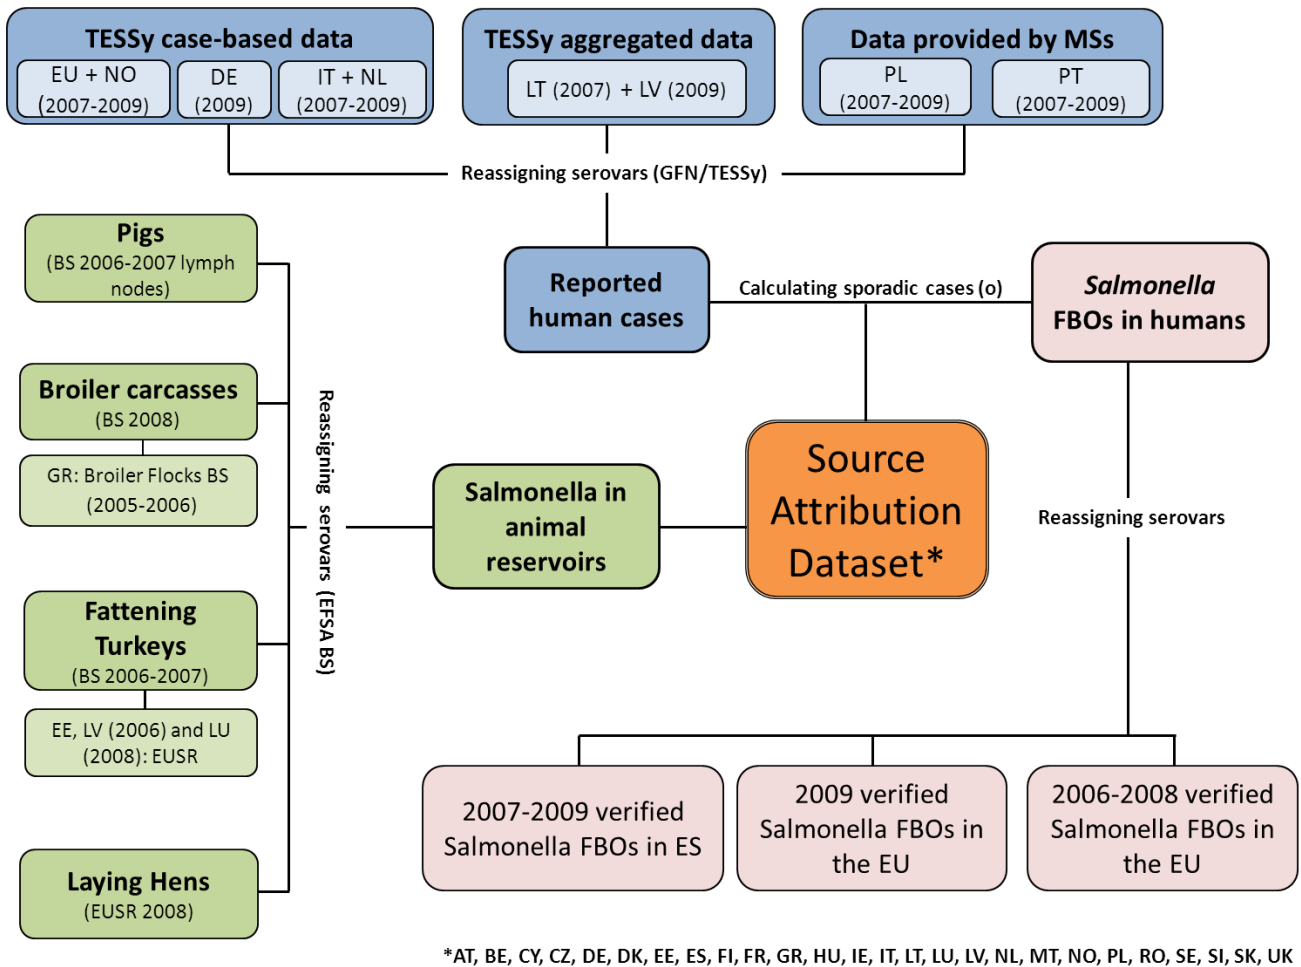 TESSy case-based data
EU + NO
(2007-2009)
DE
(2009)
IT + NL
(2007-2009)
TESSy aggregated data
LT (2007) + LV (2009)
Data provided by MSs
PL
(2007-2009)
PT
(2007-2009)
Reassigning serovars (GFN/TESSy)
Pigs
(BS 2006-2007 lymph
nodes)
Broiler carcasses
(BS 2008)
GR: Broiler Flocks BS
(2005-2006)
Fattening
Turkeys
(BS 2006-2007)
EE, LV (2006) and LU
(2008): EUSR
Laying Hens
(EUSR 2008)
Reassigning serovars (EFSA BS)
Salmonella in
animal
reservoirs
Reported
human cases
Calculating sporadic cases (o)
Salmonella
FBOs in humans
Source
Attribution
Dataset*
Reassigning serovars
2007-2009 verified
Salmonella FBOs in ES
2009 verified
Salmonella FBOs in
the EU
2006-2008 verified
Salmonella FBOs in
the EU
*AT, BE, CY, CZ, DE, DK, EE, ES, FI, FR, GR, HU, IE, IT, LT, LU, LV, NL, MT, NO, PL, RO, SE, SI, SK, UK